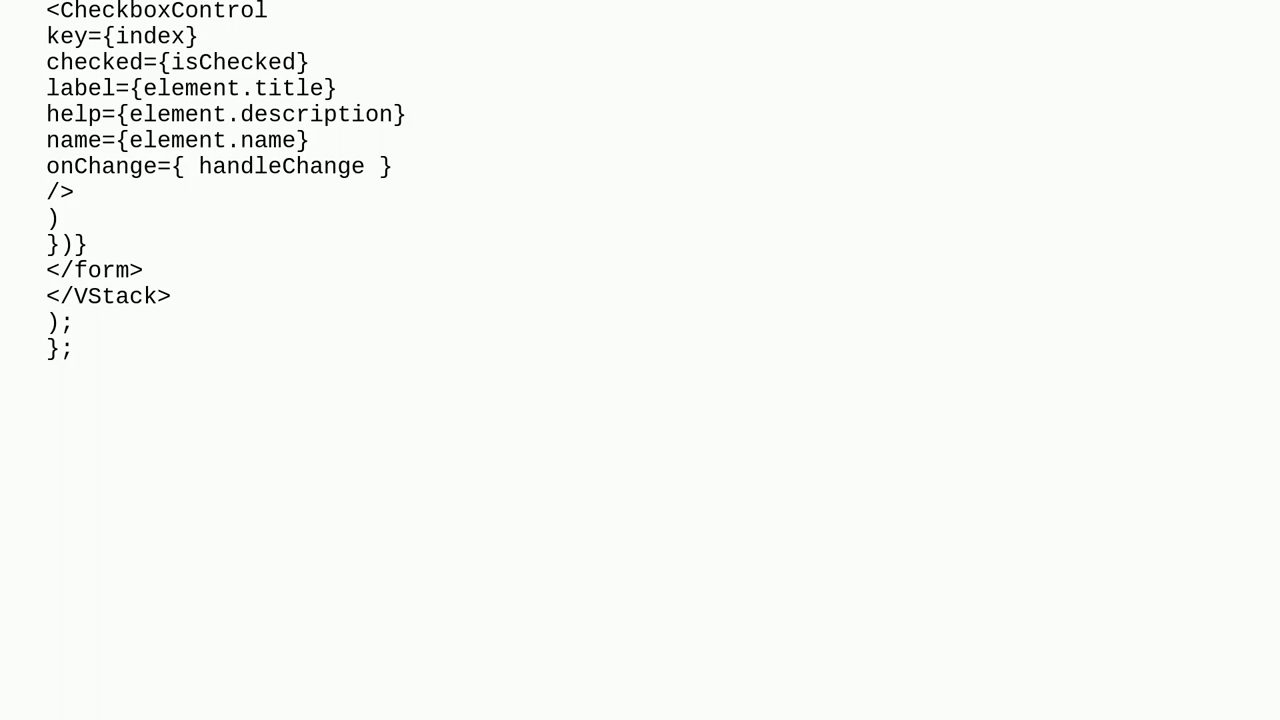 <CheckboxControl
key={index}
checked={isChecked}
label={element.title}
help={element.description}
name={element.name}
onChange={ handleChange }
/>
)
})}
</form>
</VStack>
);
};